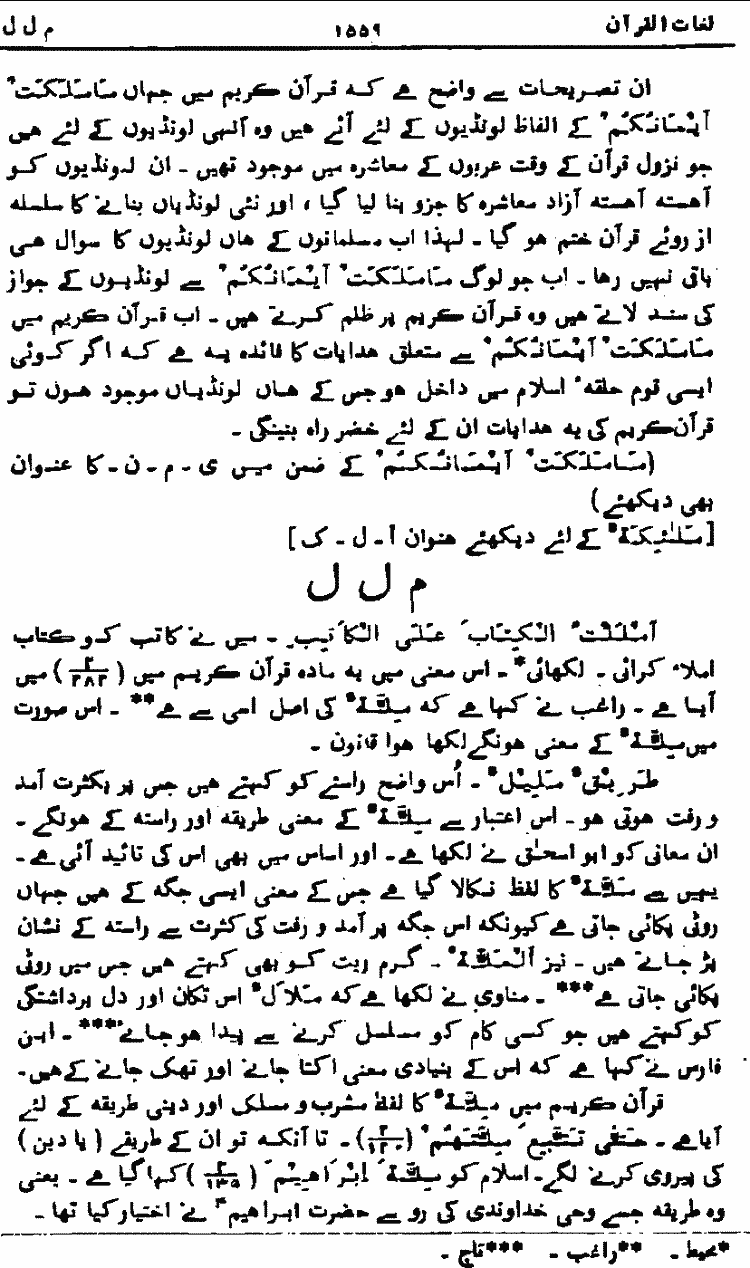 لغات القرآن ۱۵۵۹ م ل ل
ان تصریحات سے واضح ہے کہ قرآن کریم میں جہاں مَامَلَکَتْ
اَیْمَانُکُمْ کے الفاظ لونڈیوں کے لئے آئے ہیں وہ انہی لونڈیوں کے لئے ہیں
جو نزول قرآن کے وقت عربوں کے معاشرہ میں موجود تھیں ۔ ان لونڈیوں کو
آہستہ آہستہ آزاد معاشرہ کا جزو بنا لیا گیا ، اور نئی لونڈیاں بنانے کا سلسلہ
از روئے قرآن ختم ہو گیا ۔ لہذا اب مسلمانوں کے ہاں لونڈیوں کا سوال ہی
باقی نہیں رہا ۔ اب جو لوگ مَامَلَکَتْ اَیْمَانُکُمْ سے لونڈیوں کے جواز
کی سند لاتے ہیں وہ قرآن کریم پر ظلم کرتے ہیں ۔ اب قرآن کریم میں
مَامَلَکَتْ اَیْمَانُکُمْ سے متعلق ہدایات کا فائدہ یہ ہے کہ اگر کوئی
ایسی قوم حلقہٴ اسلام میں داخل ہو جس کے ہاں لونڈیاں موجود ہوں تو
قرآن کریم کی یہ ہدایات ان کے لئے خضر راہ بنینگی ۔
(مَامَلَکَتْ اَیْمَانُکُمْ کے ضمن میں ی ۔ م ۔ ن ۔ کا عنوان
بھی دیکھئے)
[مَلٰئِکَۃٌ کے لئے دیکھئے عنوان ا ۔ ل ۔ ک]
م ل ل
اَمْلَلْتُ الْکِتَابَ عَلَی الْکَاتِبِ ۔ میں نے کاتب کو کتاب
املاء کرائی ۔ لکھائی* ۔ اس معنی میں یہ مادہ قرآن کریم میں (۲/۲۸۲) میں
آیا ہے ۔ راغب نے کہا ہے کہ مِلَّۃٌ کی اصل اسی سے ہے** ۔ اس صورت
میں مِلَّۃٌ کے معنی ہونگے لکھا ہوا قانون ۔
طَرِیْقٌ مَلِیْلٌ ۔ اُس واضح راستے کو کہتے ہیں جس پر بکثرت آمد
و رفت ہوتی ہو ۔ اس اعتبار سے مِلَّۃٌ کے معنی طریقہ اور راستہ کے ہونگے ۔
ان معانی کو ابو اسحٰق نے لکھا ہے۔ اور اساس میں بھی اس کی تائید آئی ہے۔
یہیں سے مَلَّۃٌ کا لفظ نکالا گیا ہے جس کے معنی ایسی جگہ کے ہیں جہاں
روٹی پکائی جاتی ہے کیونکہ اس جگہ پر آمد و رفت کی کثرت سے راستہ کے نشان
پڑ جاتے ہیں ۔ نیز اَلْمَلَّۃُ ۔ گرم ریت کو بھی کہتے ہیں جس میں روٹی
پکائی جاتی ہے*** ۔ مناوی نے لکھا ہے کہ مَلَالٌ اس تکان اور دل برداشتگی
کو کہتے ہیں جو کسی کام کو مسلسل کرنے سے پیدا ہو جائے*** ۔ ابن
فارس نے کہا ہے کہ اس کے بنیادی معنی اکتا جانے اور تھک جانے کے ہیں۔
قرآن کریم میں مِلَّۃٌ کا لفظ مشرب و مسلک اور دینی طریقہ کے لئے
آیا ہے ۔ حَتّٰی تَتَّبِعَ مِلَّتَہُمْ (۲/۱۲۰) ۔ تا آنکہ تو ان کے طریقے (یا دین)
کی پیروی کرنے لگے۔ اسلام کو مِلَّۃَ اِبْرَاھِیْمَ (۲/۱۳۵) کہا گیا ہے ۔ یعنی
وہ طریقہ جسے وحی خداوندی کی رو سے حضرت ابراہیمؑ نے اختیار کیا تھا ۔
*محیط ۔ **راغب ۔ ***تاج ۔